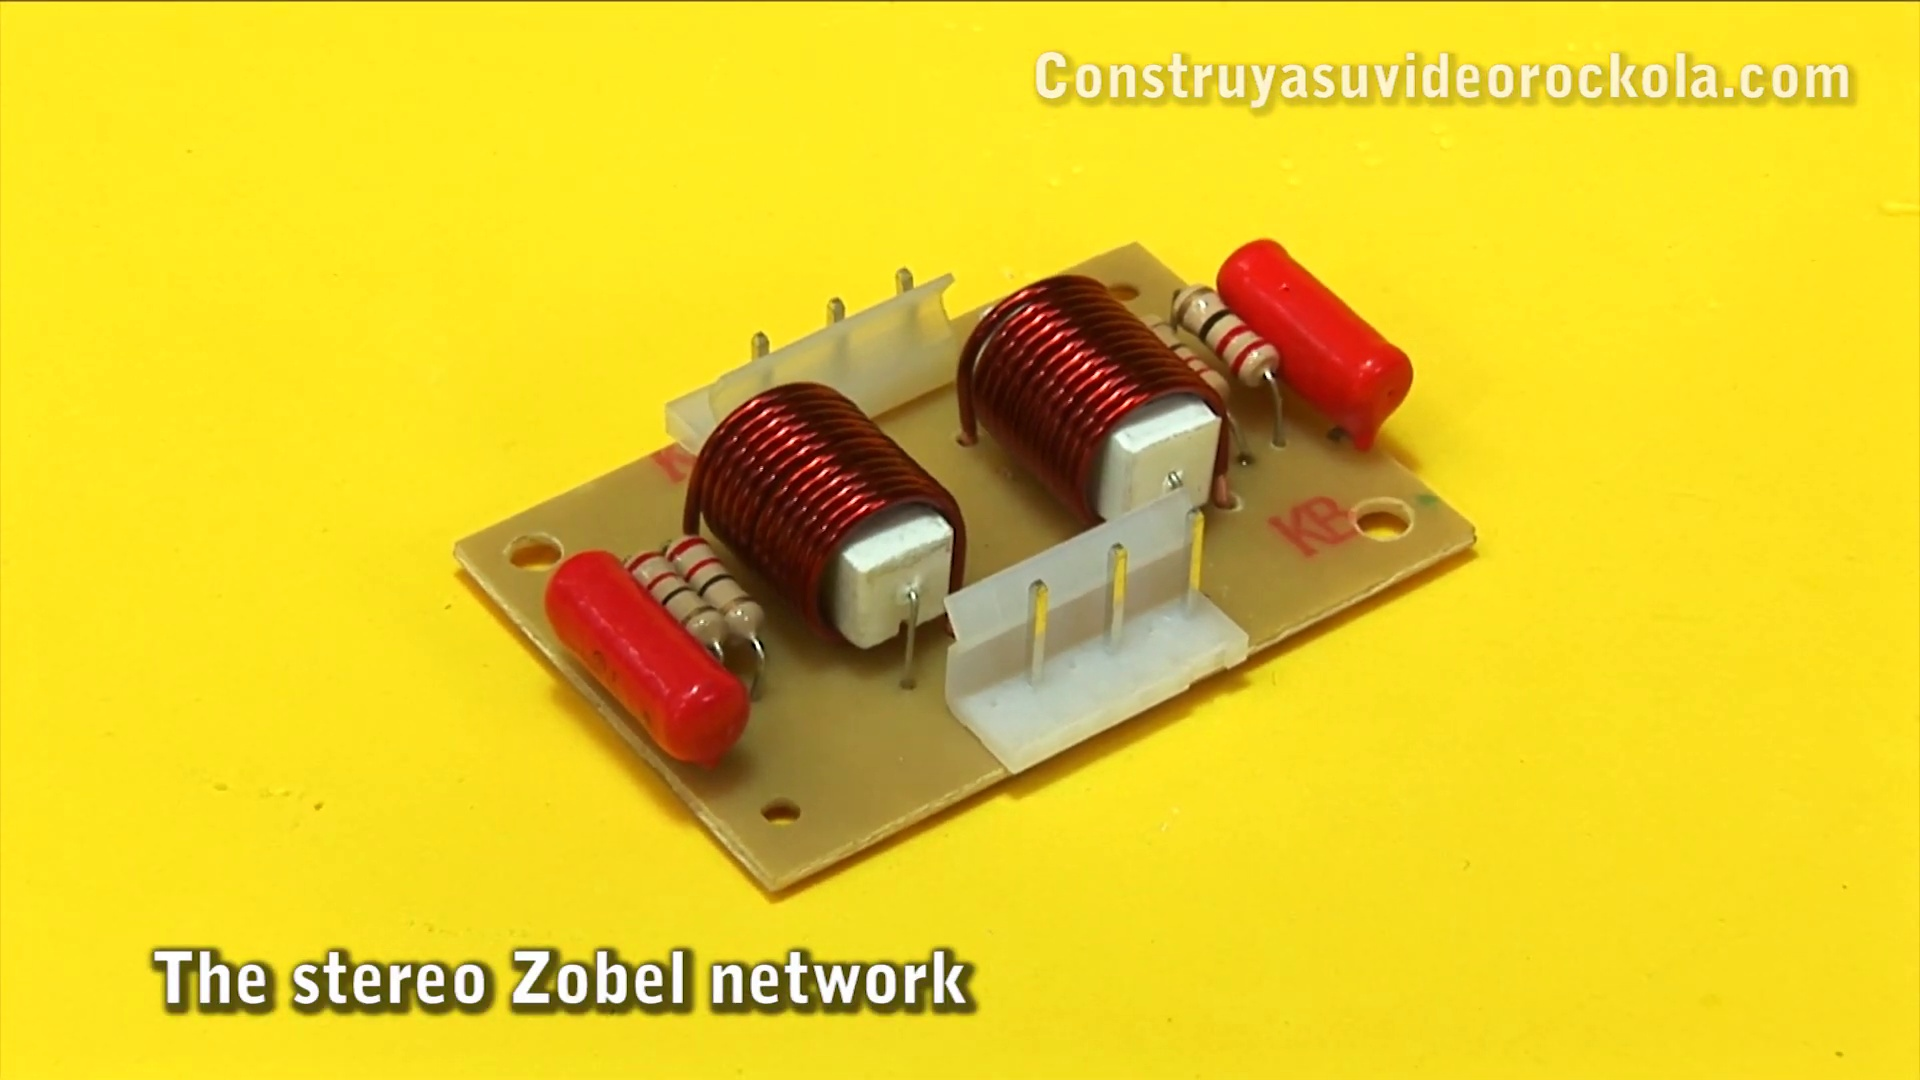 Construyasuvideorockola.com
KB
The stereo Zobel network